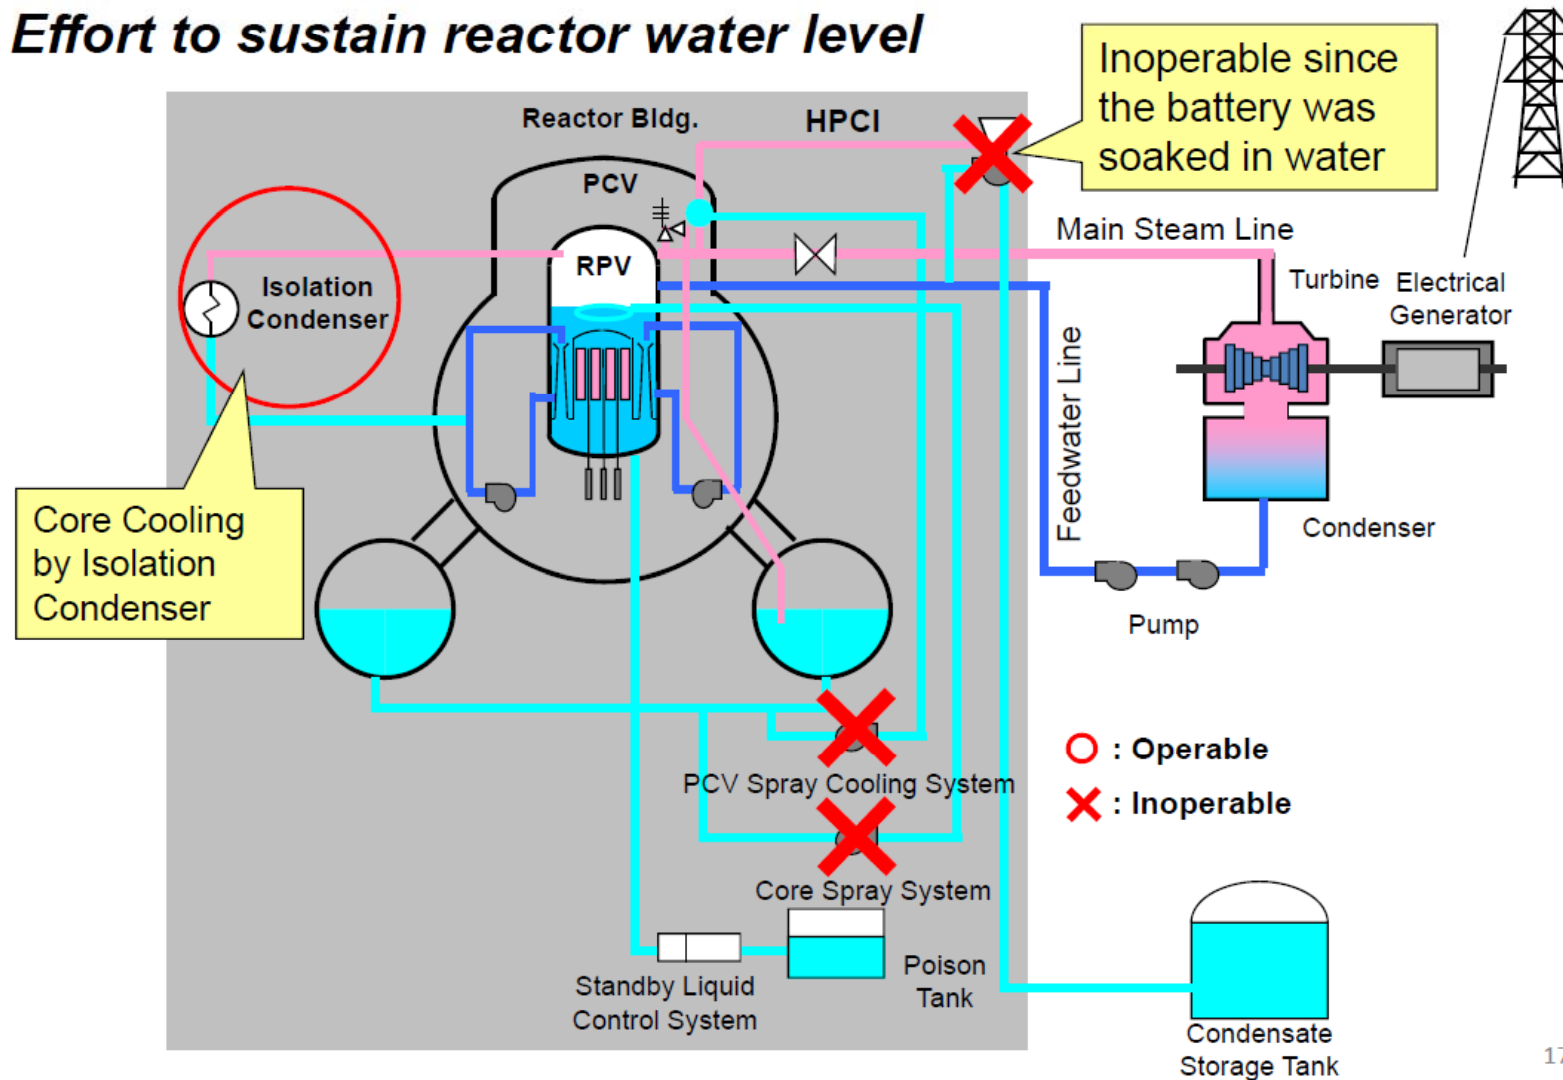 Effort to sustain reactor water level
Inoperable since
the battery was
soaked in water
Reactor Bldg.
HPCI
PCV
RPV
Isolation
Condenser
Main Steam Line
Turbine
Electrical
Generator
Feedwater Line
Core Cooling
by Isolation
Condenser
Condenser
Pump
PCV Spray Cooling System
: Operable
: Inoperable
Core Spray System
Poison
Tank
Standby Liquid
Control System
Condensate
Storage Tank
17